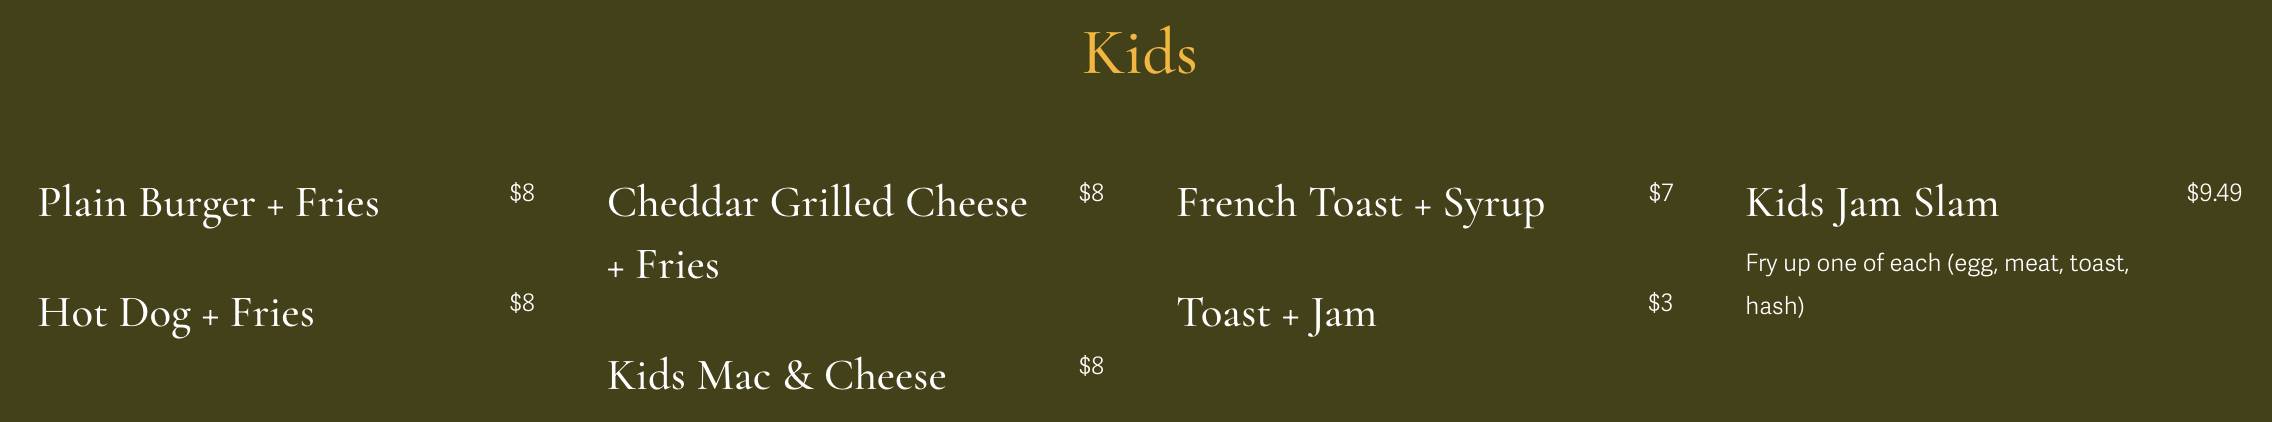 Kids
Plain Burger + Fries $8
Hot Dog + Fries $8
Cheddar Grilled Cheese $8
+ Fries
Kids Mac & Cheese $8
French Toast + Syrup $7
Toast + Jam $3
Kids Jam Slam $9.49
Fry up one of each (egg, meat, toast,
hash)